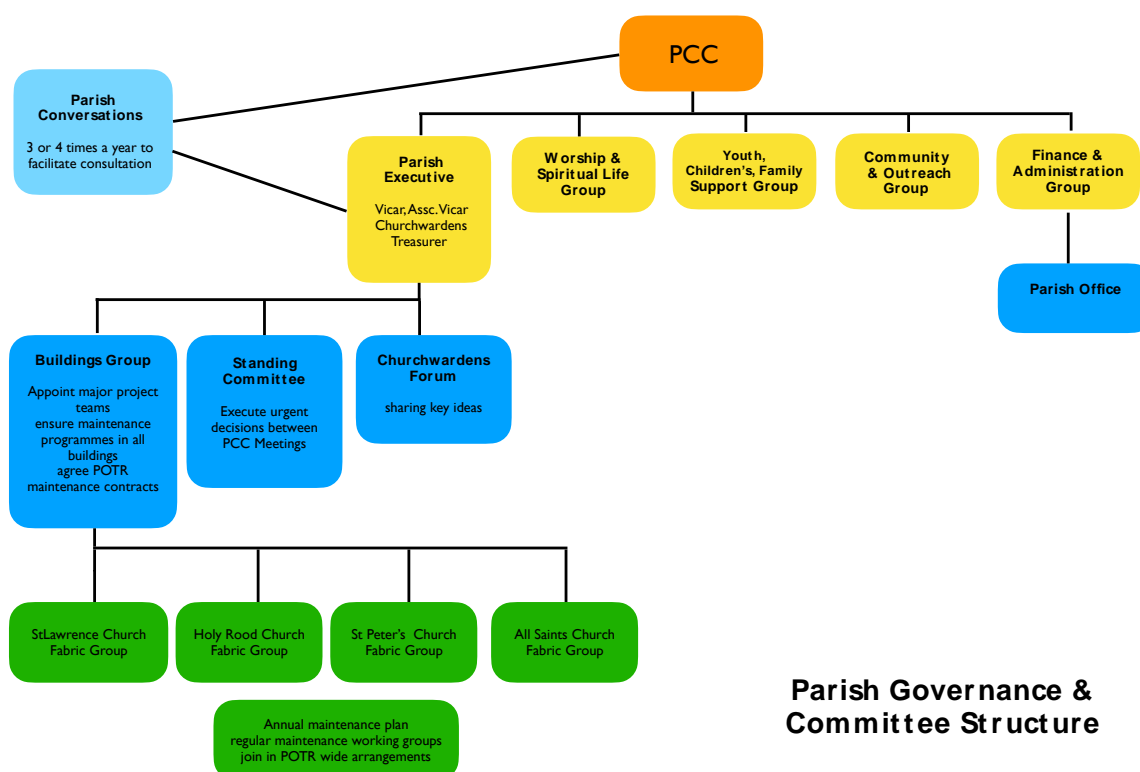 PCC
Parish
Conversations
3 or 4 times a year to
facilitate consultation
Parish
Executive
Vicar, Assc. Vicar
Churchwardens
Treasurer
Worship &
Spiritual Life
Group
Youth,
Children's, Family
Support Group
Community
& Outreach
Group
Finance &
Administration
Group
Parish Office
Buildings Group
Appoint major project
teams
ensure maintenance
programmes in all
buildings
agree POTR
maintenance contracts
Standing
Committee
Execute urgent
decisions between
PCC Meetings
Churchwardens
Forum
sharing key ideas
StLawrence Church
Fabric Group
Holy Rood Church
Fabric Group
St Peter's Church
Fabric Group
All Saints Church
Fabric Group
Annual maintenance plan
regular maintenance working groups
join in POTR wide arrangements
Parish Governance &
Committee Structure